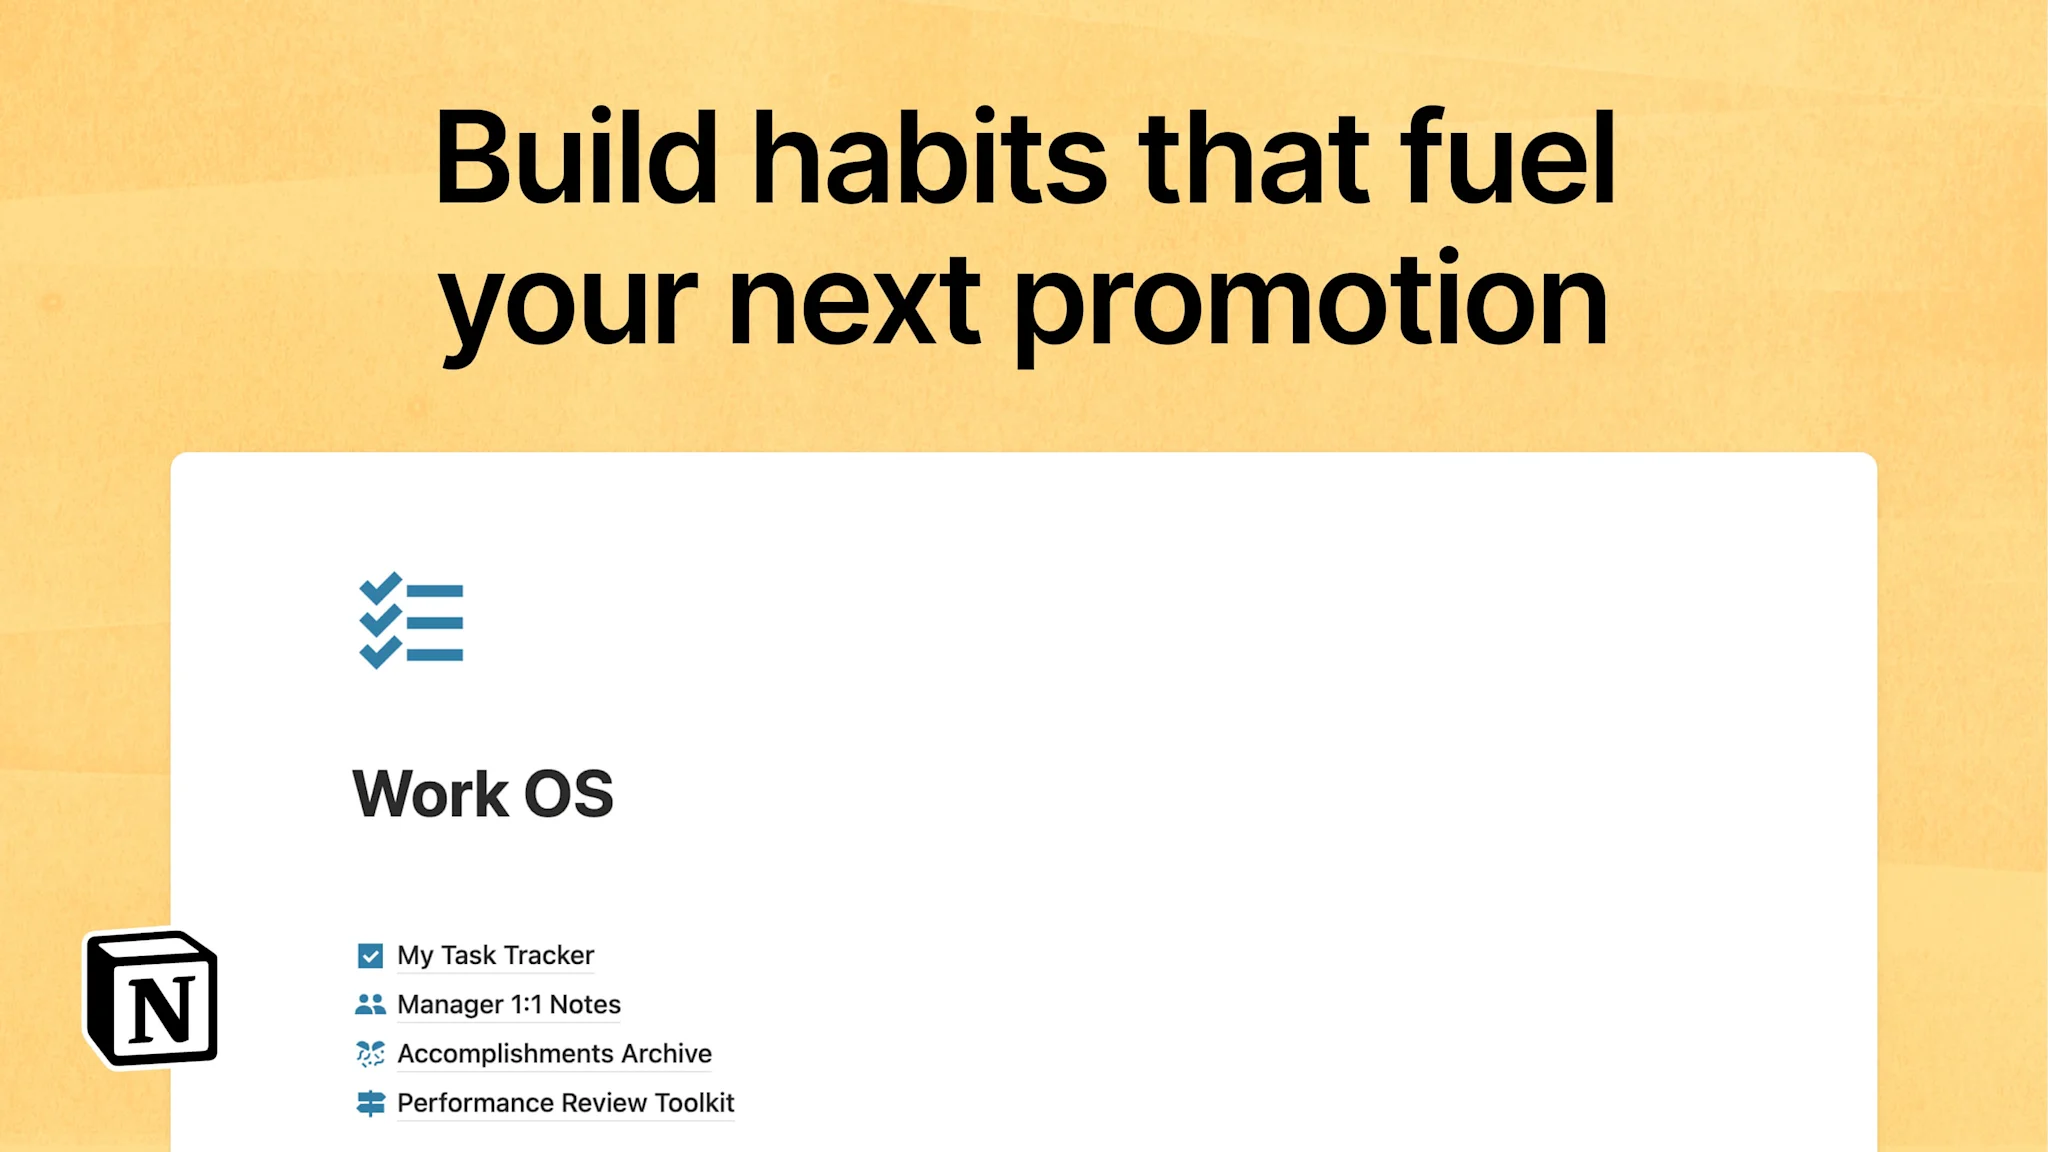 Build habits that fuel
your next promotion
Work OS
My Task Tracker
Manager 1:1 Notes
Accomplishments Archive
Performance Review Toolkit
N